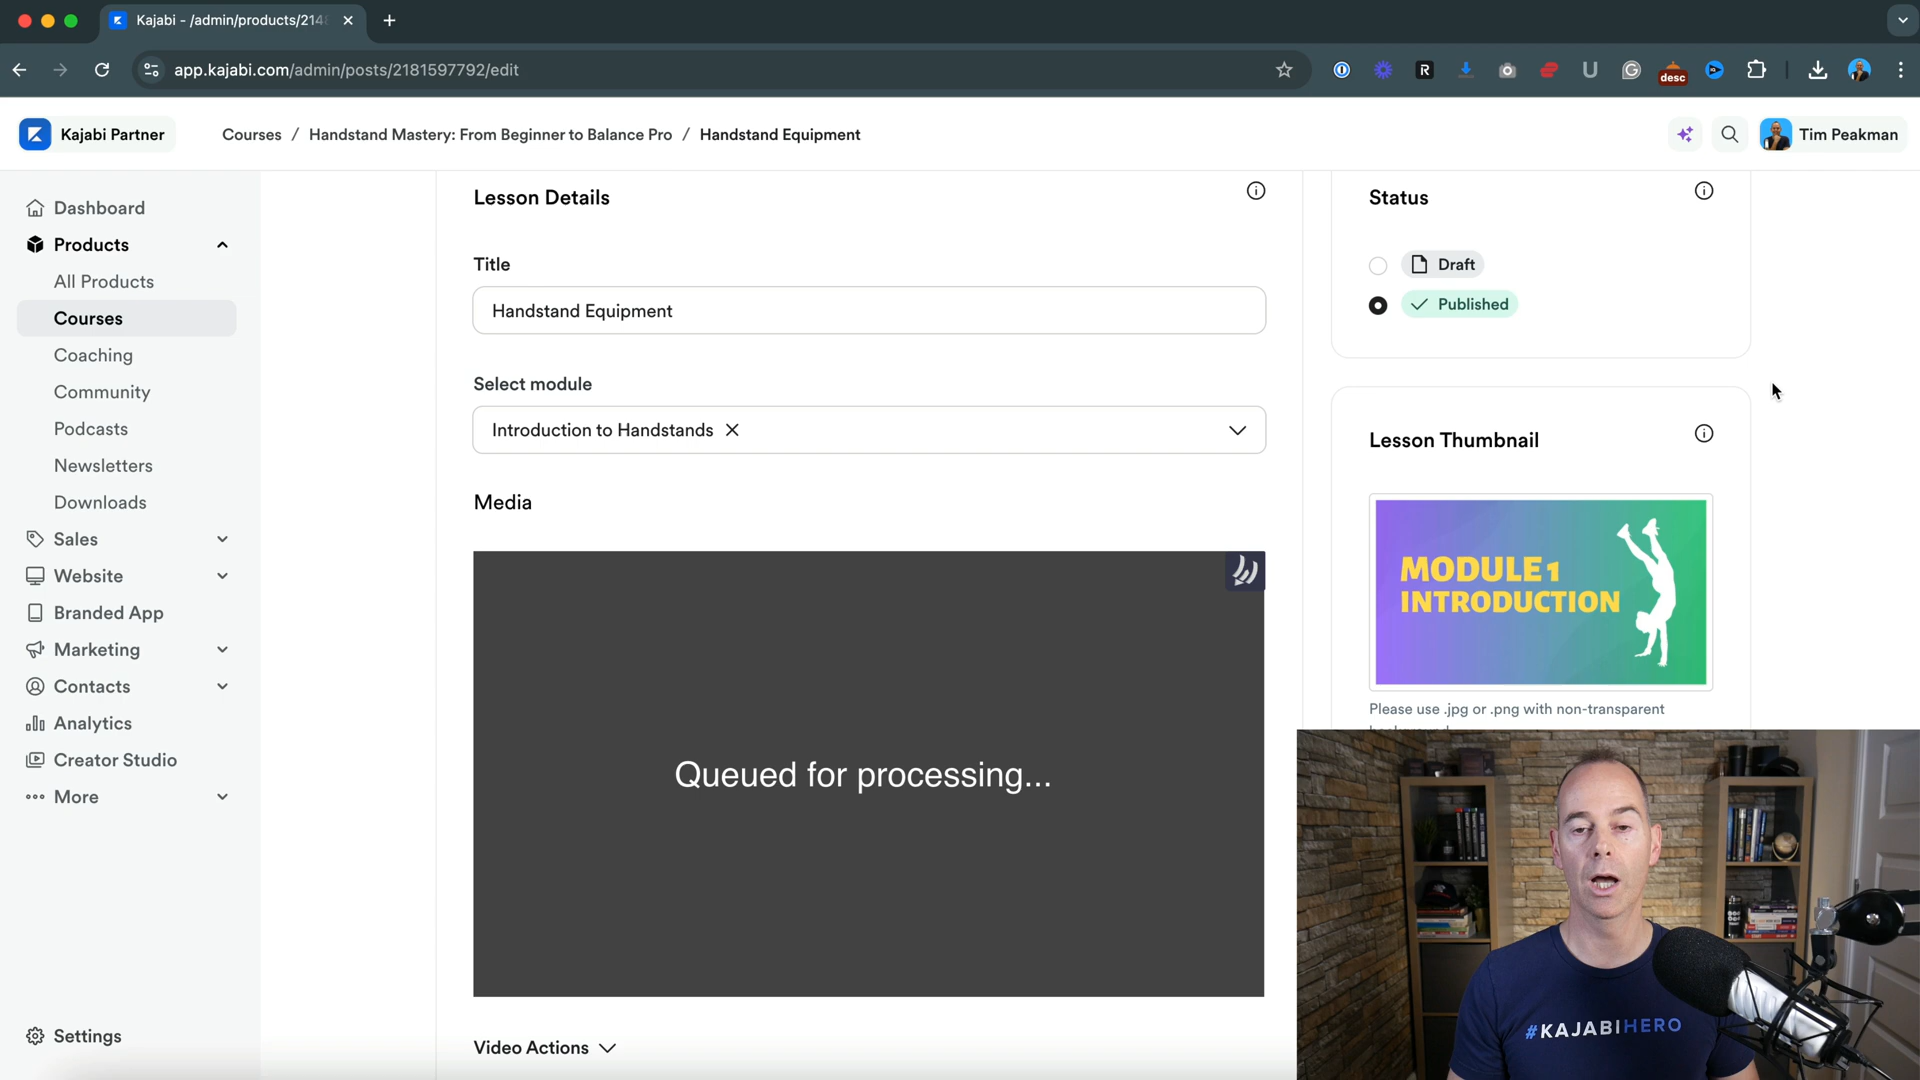 Kajabi - /admin/products/214
app.kajabi.com/admin/posts/2181597792/edit
desc
Kajabi Partner
Courses / Handstand Mastery: From Beginner to Balance Pro / Handstand Equipment
Tim Peakman
Dashboard
Products
All Products
Courses
Coaching
Community
Podcasts
Newsletters
Downloads
Sales
Website
Branded App
Marketing
Contacts
Analytics
Creator Studio
More
Settings
Lesson Details
Title
Handstand Equipment
Select module
Introduction to Handstands
Media
Queued for processing...
Video Actions
Status
Draft
Published
Lesson Thumbnail
MODULE 1
INTRODUCTION
Please use .jpg or .png with non-transparent
#KAJABIHERO